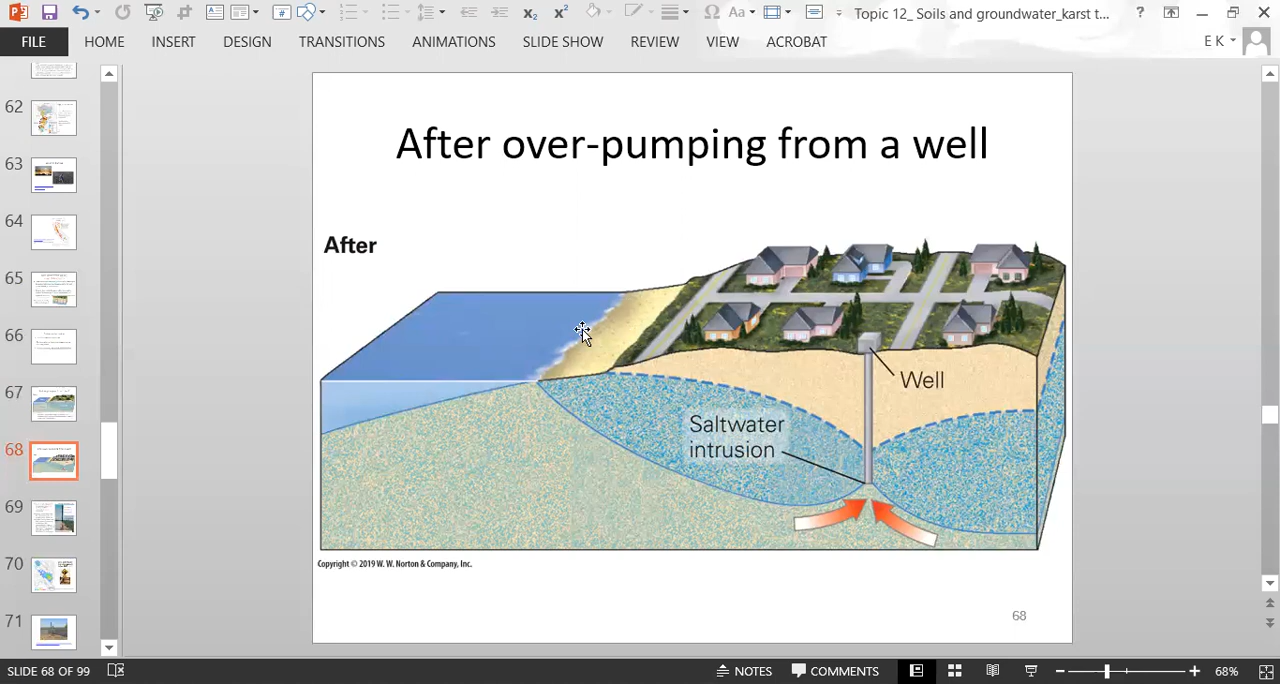 Topic 12_ Soils and groundwater_karst t...
?
FILE
HOME
INSERT
DESIGN
TRANSITIONS
ANIMATIONS
SLIDE SHOW
REVIEW
VIEW
ACROBAT
E K
62
63
64
65
66
67
68
69
70
71
After over-pumping from a well
After
Well
Saltwater
intrusion
Copyright © 2019 W. W. Norton & Company, Inc.
68
SLIDE 68 OF 99
NOTES
COMMENTS
68%